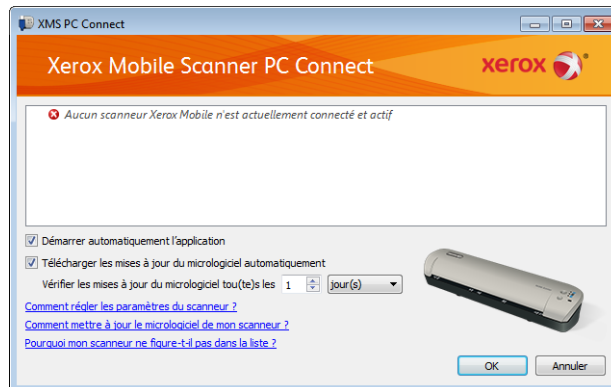 XMS PC Connect
Xerox Mobile Scanner PC Connect
xerox
Aucun scanneur Xerox Mobile n'est actuellement connecté et actif
Démarrer automatiquement l'application
Télécharger les mises à jour du micrologiciel automatiquement
Vérifier les mises à jour du micrologiciel tou(te)s les 1 jour(s)
Comment régler les paramètres du scanneur ?
Comment mettre à jour le micrologiciel de mon scanneur ?
Pourquoi mon scanneur ne figure-t-il pas dans la liste ?
OK Annuler